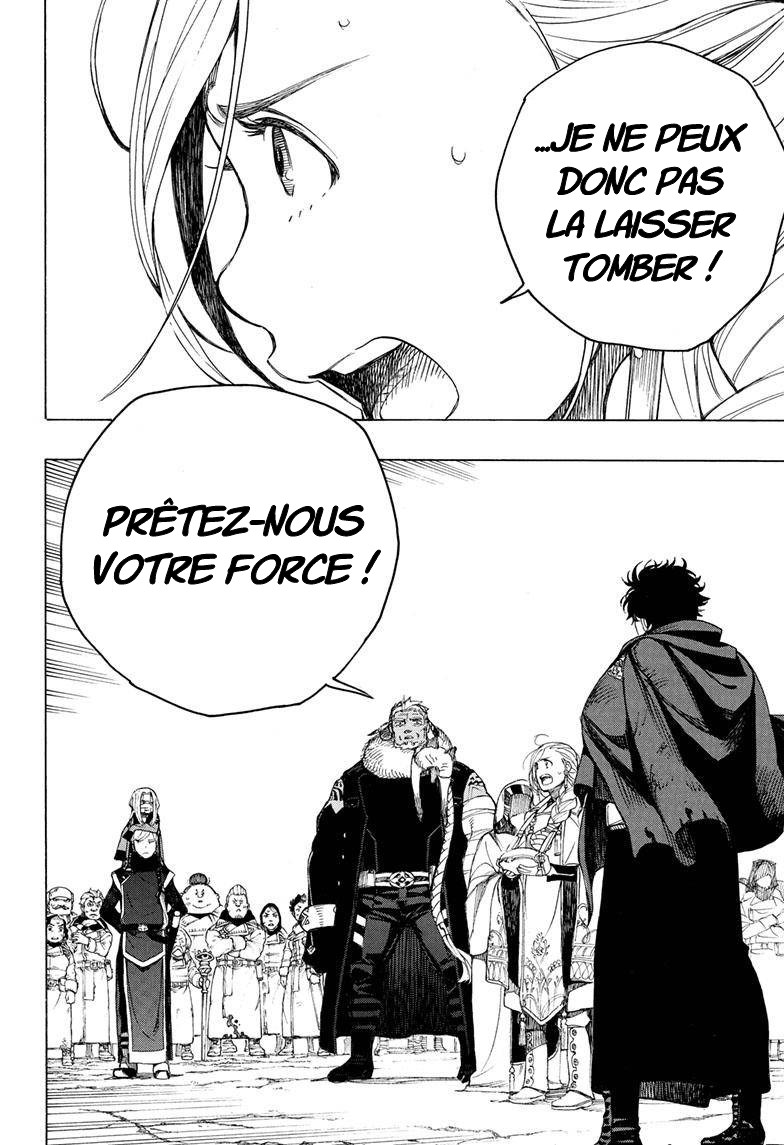 ...JE NE PEUX
DONC PAS
LA LAISSER
TOMBER !
PRÊTEZ-NOUS
VOTRE FORCE !